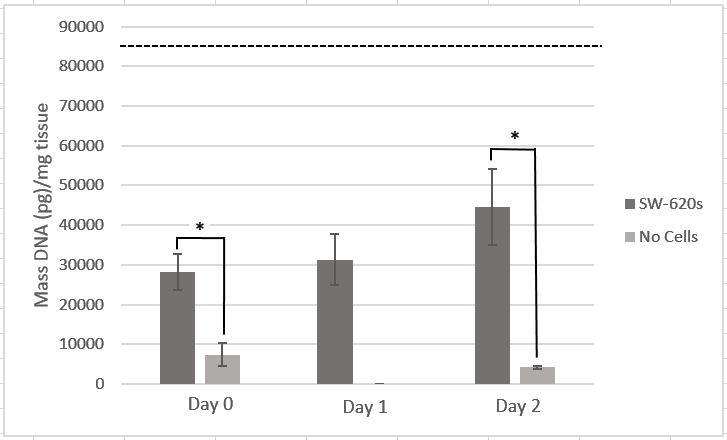 90000
80000
70000
60000
50000
40000
30000
20000
10000
0
Mass DNA (pg)/mg tissue
*
*
Day 0
Day 1
Day 2
SW-620s
No Cells